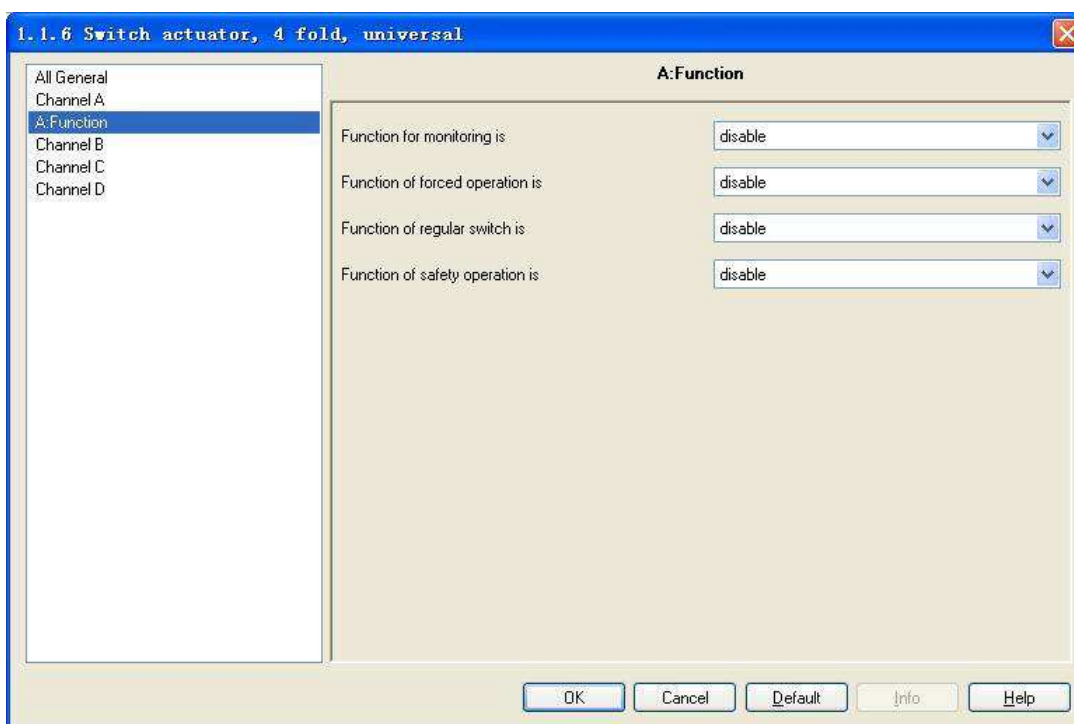 1.1.6 Switch actuator, 4 fold, universal
All General
Channel A
A:Function
Channel B
Channel C
Channel D
A:Function
Function for monitoring is disable
Function of forced operation is disable
Function of regular switch is disable
Function of safety operation is disable
OK Cancel Default Info Help